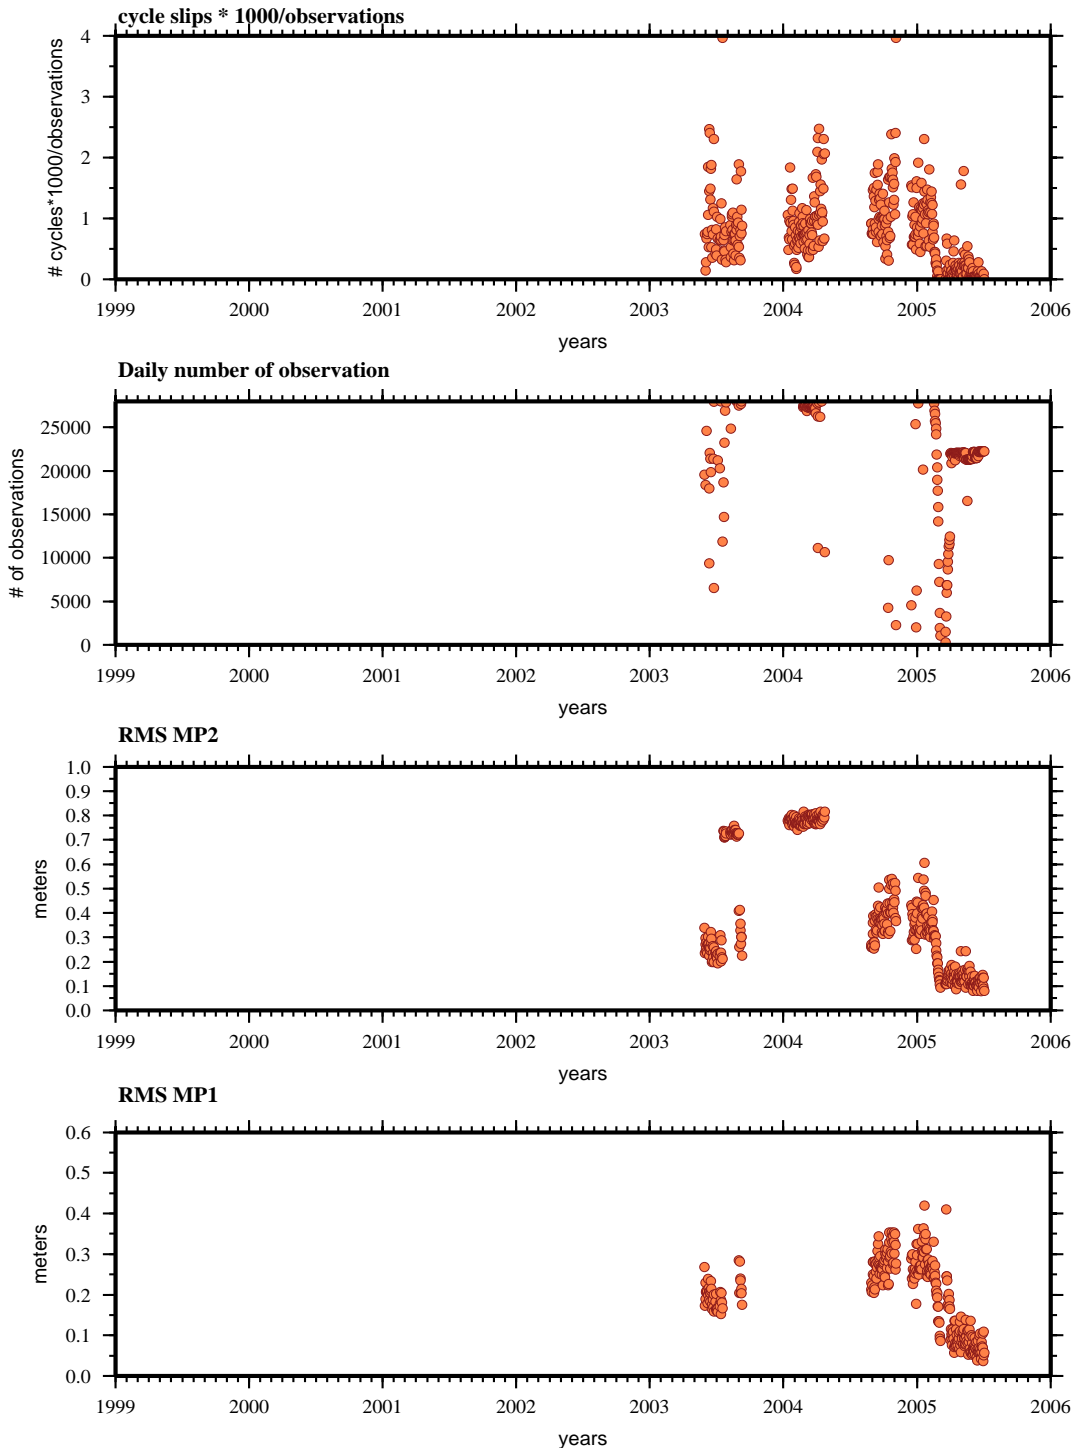 cycle slips * 1000/observations
4
3
2
1
0
# cycles*1000/observations
1999 2000 2001 2002 2003 2004 2005 2006
years
Daily number of observation
25000
20000
15000
10000
5000
0
# of observations
1999 2000 2001 2002 2003 2004 2005 2006
years
RMS MP2
1.0
0.9
0.8
0.7
0.6
0.5
0.4
0.3
0.2
0.1
0.0
meters
1999 2000 2001 2002 2003 2004 2005 2006
years
RMS MP1
0.6
0.5
0.4
0.3
0.2
0.1
0.0
meters
1999 2000 2001 2002 2003 2004 2005 2006
years